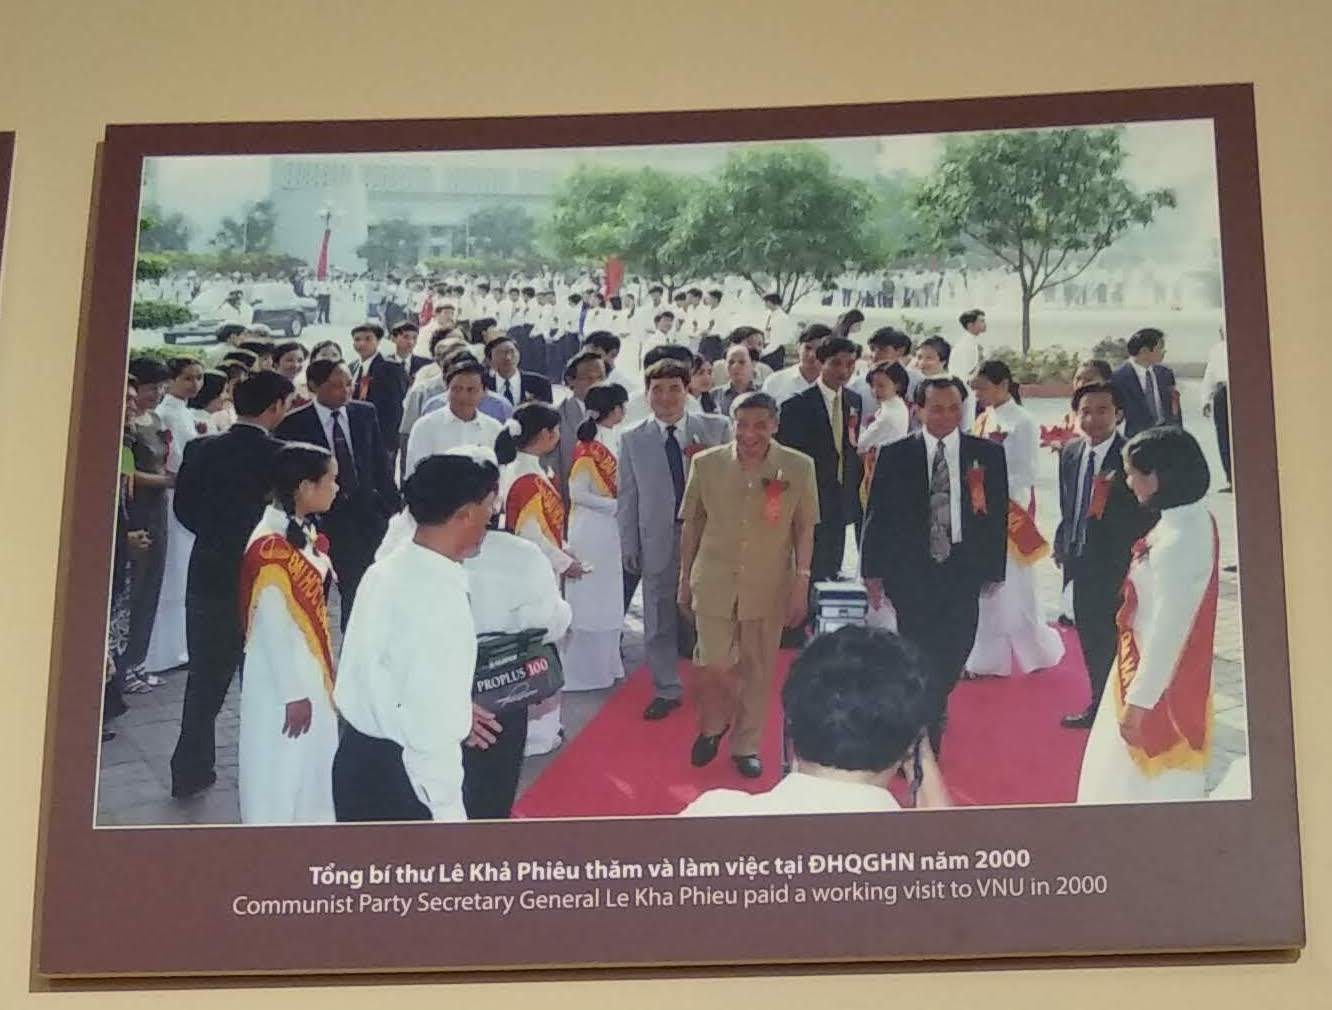 PROPLUS 100
Tổng bí thư Lê Khả Phiêu thăm và làm việc tại ĐHQGHN năm 2000
Communist Party Secretary General Le Kha Phieu paid a working visit to VNU in 2000